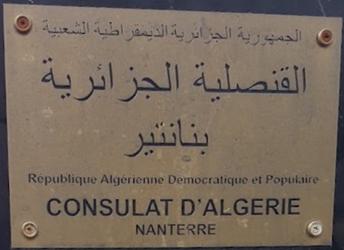 الجمهورية الجزائرية الديمقراطية الشعبية
القنصلية الجزائرية
بنانتير
République Algérienne Démocratique et Populaire
CONSULAT D'ALGERIE
NANTERRE